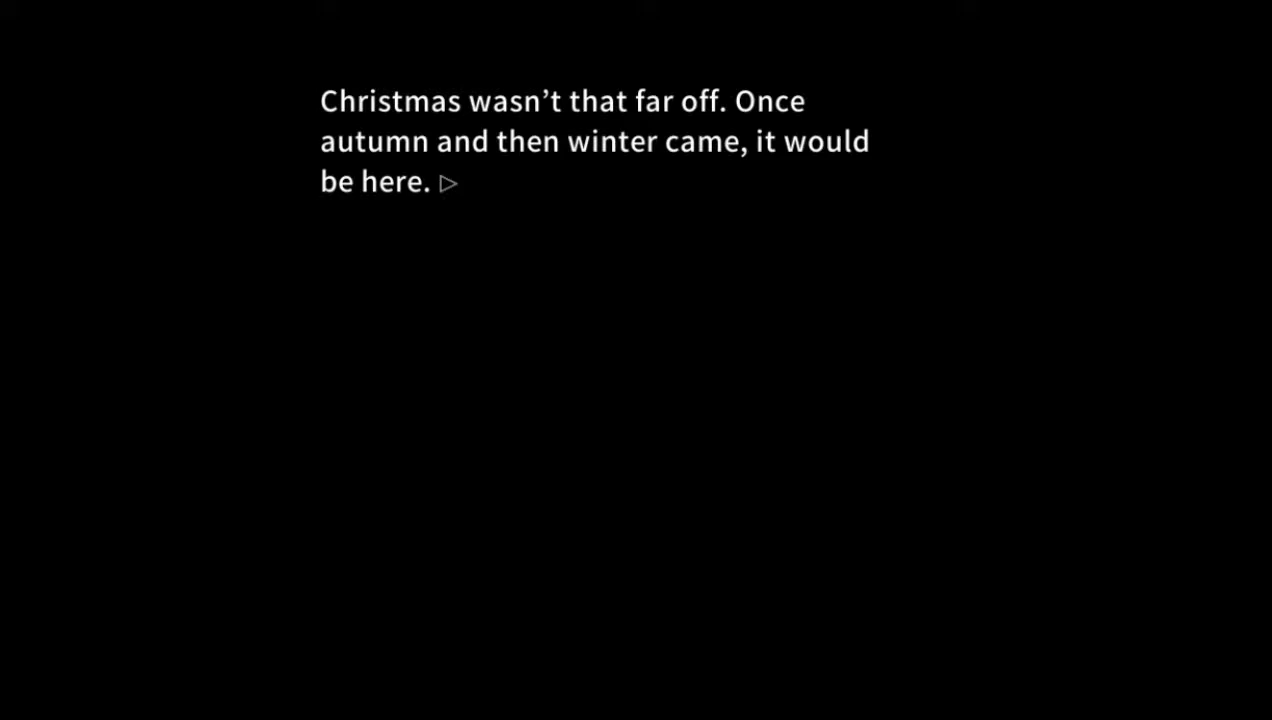 Christmas wasn’t that far off. Once
autumn and then winter came, it would
be here. ▷